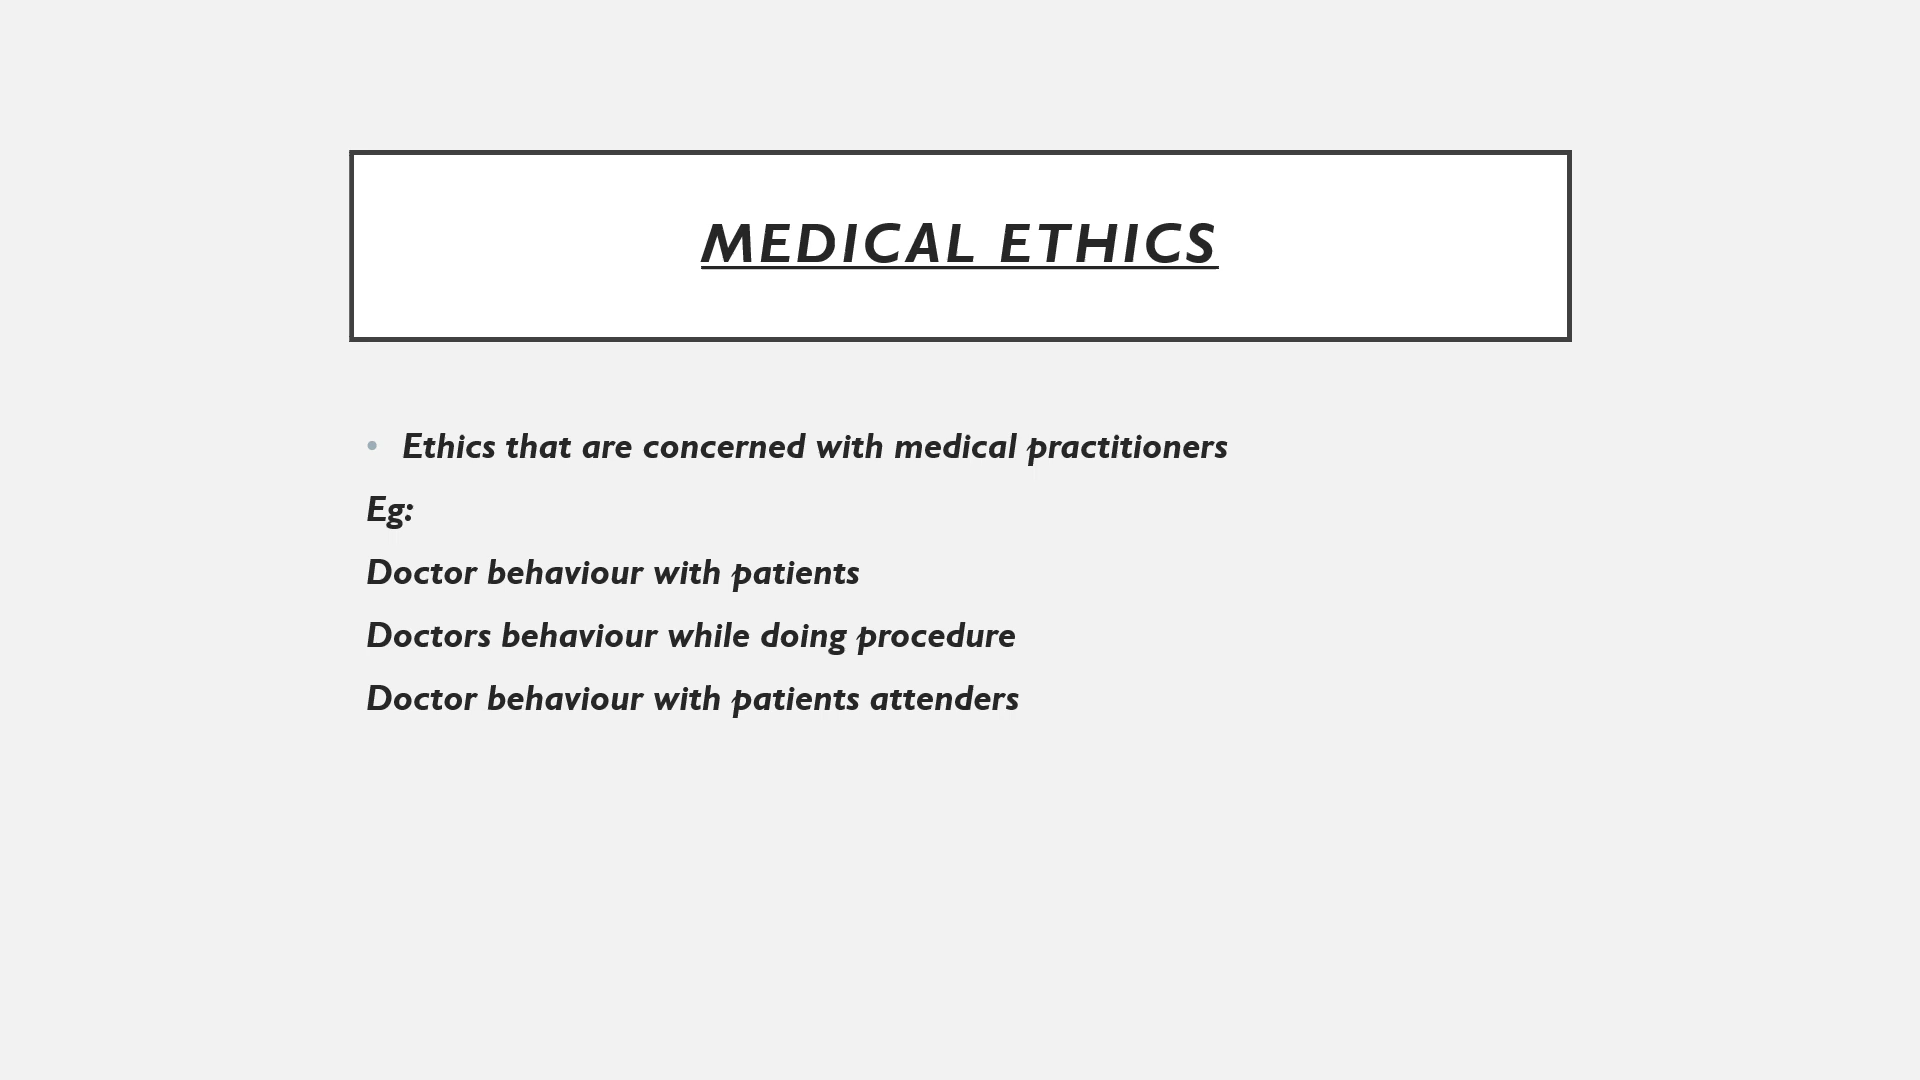 MEDICAL ETHICS
• Ethics that are concerned with medical practitioners
Eg:
Doctor behaviour with patients
Doctors behaviour while doing procedure
Doctor behaviour with patients attenders